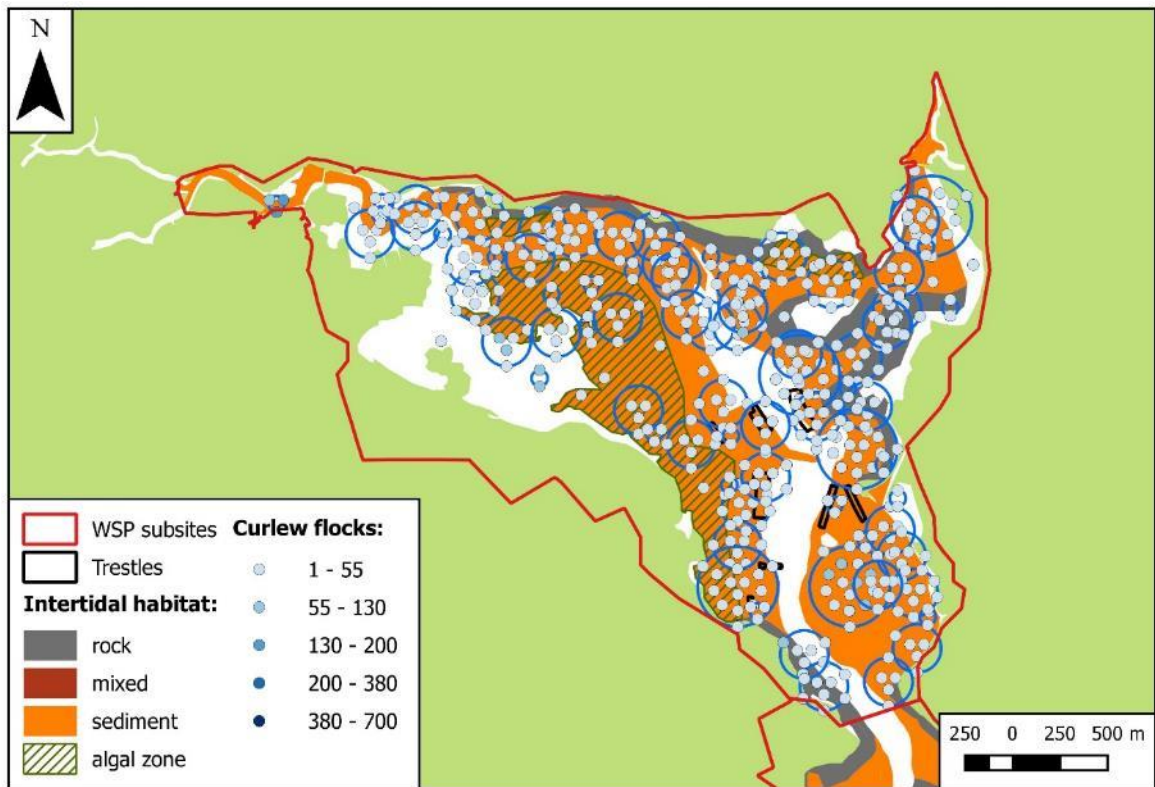 N
WSP subsites
Trestles
Intertidal habitat:
rock
mixed
sediment
algal zone
Curlew flocks:
1 - 55
55 - 130
130 - 200
200 - 380
380 - 700
250 0 250 500 m